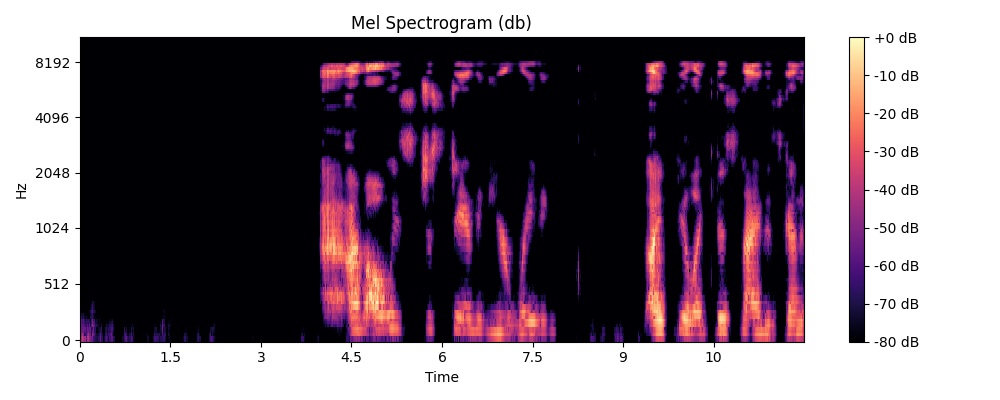 Mel Spectrogram (db)
8192
4096
2048
1024
512
0
Hz
0 1.5 3 4.5 6 7.5 9 10
Time
+0 dB
-10 dB
-20 dB
-30 dB
-40 dB
-50 dB
-60 dB
-70 dB
-80 dB